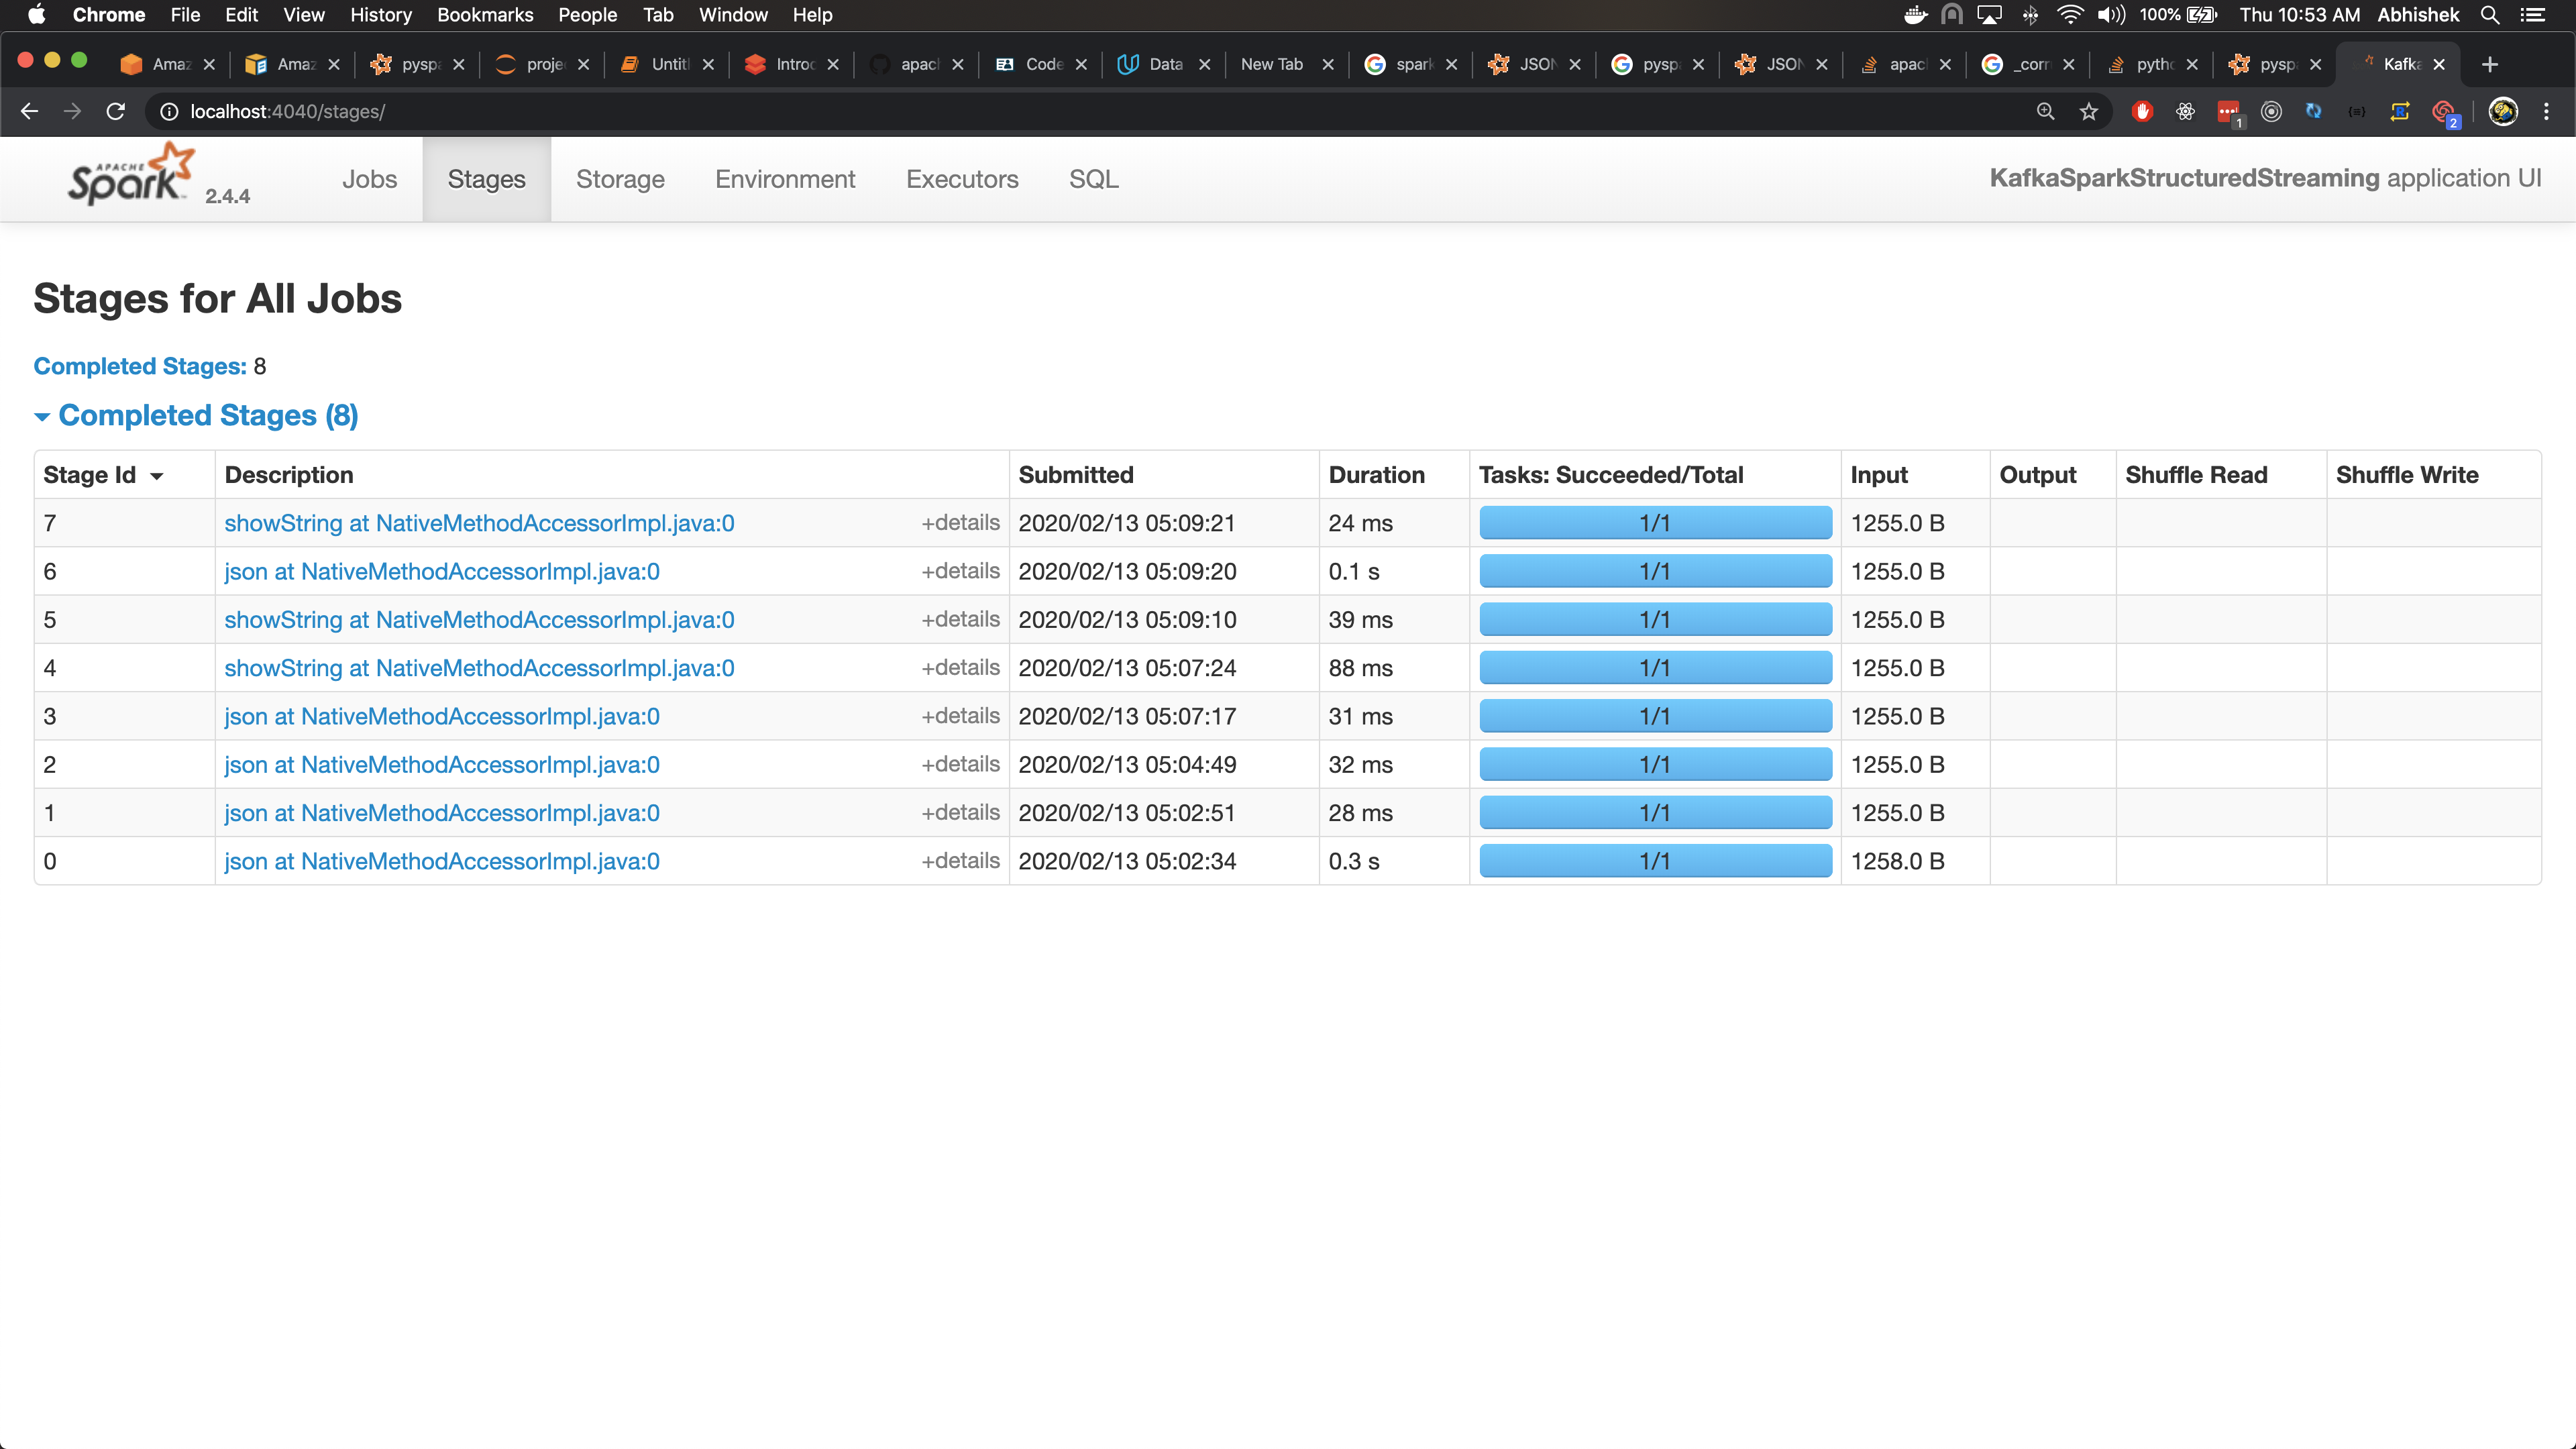 Chrome File Edit View History Bookmarks People Tab Window Help 100% Thu 10:53 AM Abhishek
Amaz Amaz pyspa projec Untitl Introd apach Code Data New Tab spark JSON pyspa JSON apac _corr pytho pyspa Kafka
localhost:4040/stages/ 1 2
APACHE Spark 2.4.4 Jobs Stages Storage Environment Executors SQL KafkaSparkStructuredStreaming application UI
Stages for All Jobs
Completed Stages: 8
Completed Stages (8)
Stage Id Description Submitted Duration Tasks: Succeeded/Total Input Output Shuffle Read Shuffle Write
7 showString at NativeMethodAccessorImpl.java:0 +details 2020/02/13 05:09:21 24 ms 1/1 1255.0 B
6 json at NativeMethodAccessorImpl.java:0 +details 2020/02/13 05:09:20 0.1 s 1/1 1255.0 B
5 showString at NativeMethodAccessorImpl.java:0 +details 2020/02/13 05:09:10 39 ms 1/1 1255.0 B
4 showString at NativeMethodAccessorImpl.java:0 +details 2020/02/13 05:07:24 88 ms 1/1 1255.0 B
3 json at NativeMethodAccessorImpl.java:0 +details 2020/02/13 05:07:17 31 ms 1/1 1255.0 B
2 json at NativeMethodAccessorImpl.java:0 +details 2020/02/13 05:04:49 32 ms 1/1 1255.0 B
1 json at NativeMethodAccessorImpl.java:0 +details 2020/02/13 05:02:51 28 ms 1/1 1255.0 B
0 json at NativeMethodAccessorImpl.java:0 +details 2020/02/13 05:02:34 0.3 s 1/1 1258.0 B